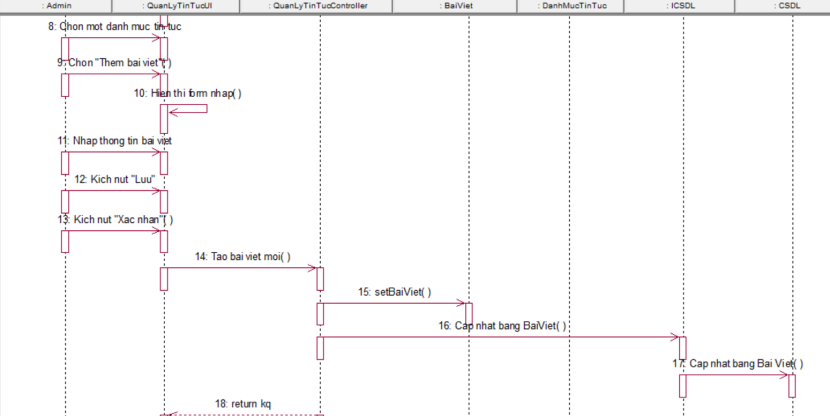 : Admin : QuanLyTinTucUI : QuanLyTinTucController : BaiViet : DanhMucTinTuc : ICSDL : CSDL
8: Chon mot danh muc tin tuc
9: Chon "Them bai viet"( )
10: Hien thi form nhap( )
11: Nhap thong tin bai viet
12: Kich nut "Luu"
13: Kich nut "Xac nhan"( )
14: Tao bai viet moi( )
15: setBaiViet( )
16: Cap nhat bang BaiViet( )
17: Cap nhat bang Bai Viet( )
18: return kq